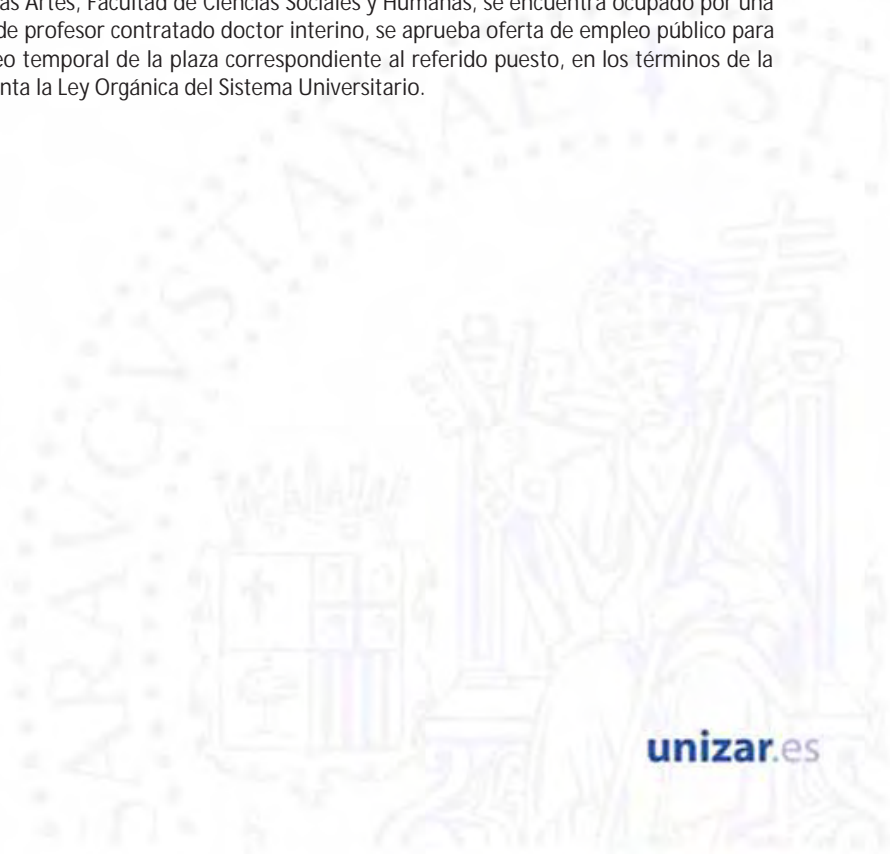 as Artes, Facultad de Ciencias Sociales y Humanas, se encuentra ocupado por una
de profesor contratado doctor interino, se aprueba oferta de empleo público para
eo temporal de la plaza correspondiente al referido puesto, en los términos de la
nta la Ley Orgánica del Sistema Universitario.
unizar.es